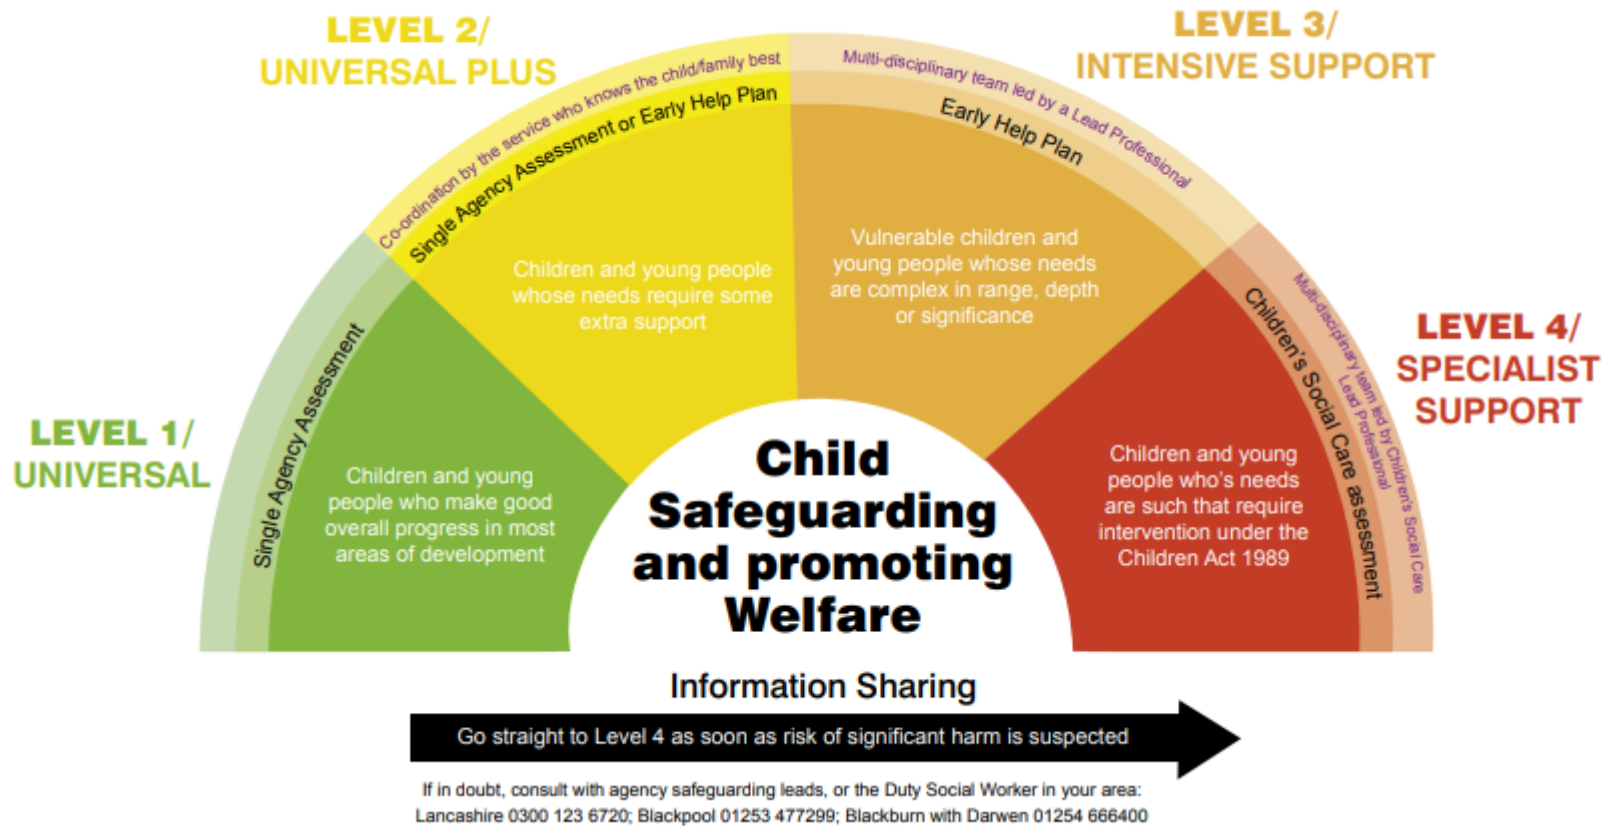 LEVEL 1/
UNIVERSAL
Single Agency Assessment
Children and young
people who make good
overall progress in most
areas of development
LEVEL 2/
UNIVERSAL PLUS
Co-ordination by the service who knows the child/family best
Single Agency Assessment or Early Help Plan
Children and young people
whose needs require some
extra support
LEVEL 3/
INTENSIVE SUPPORT
Multi-disciplinary team led by a Lead Professional
Early Help Plan
Vulnerable children and
young people whose needs
are complex in range, depth
or significance
LEVEL 4/
SPECIALIST
SUPPORT
Multi-disciplinary team led by Children's Social Care
Lead Professional
Children's Social Care assessment
Children and young
people who's needs
are such that require
intervention under the
Children Act 1989
Child
Safeguarding
and promoting
Welfare
Information Sharing
Go straight to Level 4 as soon as risk of significant harm is suspected
If in doubt, consult with agency safeguarding leads, or the Duty Social Worker in your area:
Lancashire 0300 123 6720; Blackpool 01253 477299; Blackburn with Darwen 01254 666400